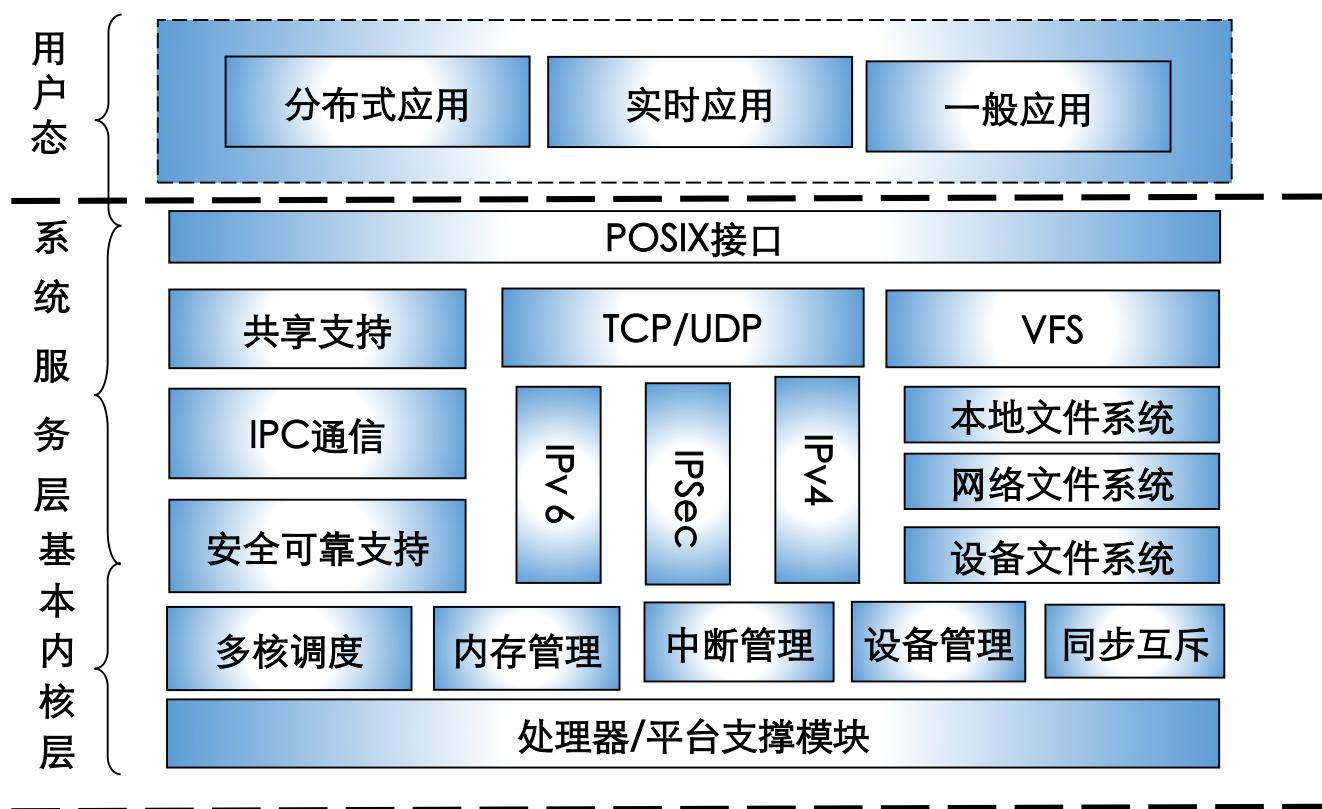 用户态
分布式应用
实时应用
一般应用
系统服务层
POSIX接口
共享支持
TCP/UDP
VFS
IPC通信
IPv 6
IPSec
IPv4
本地文件系统
网络文件系统
安全可靠支持
设备文件系统
基本内核层
多核调度
内存管理
中断管理
设备管理
同步互斥
处理器/平台支撑模块